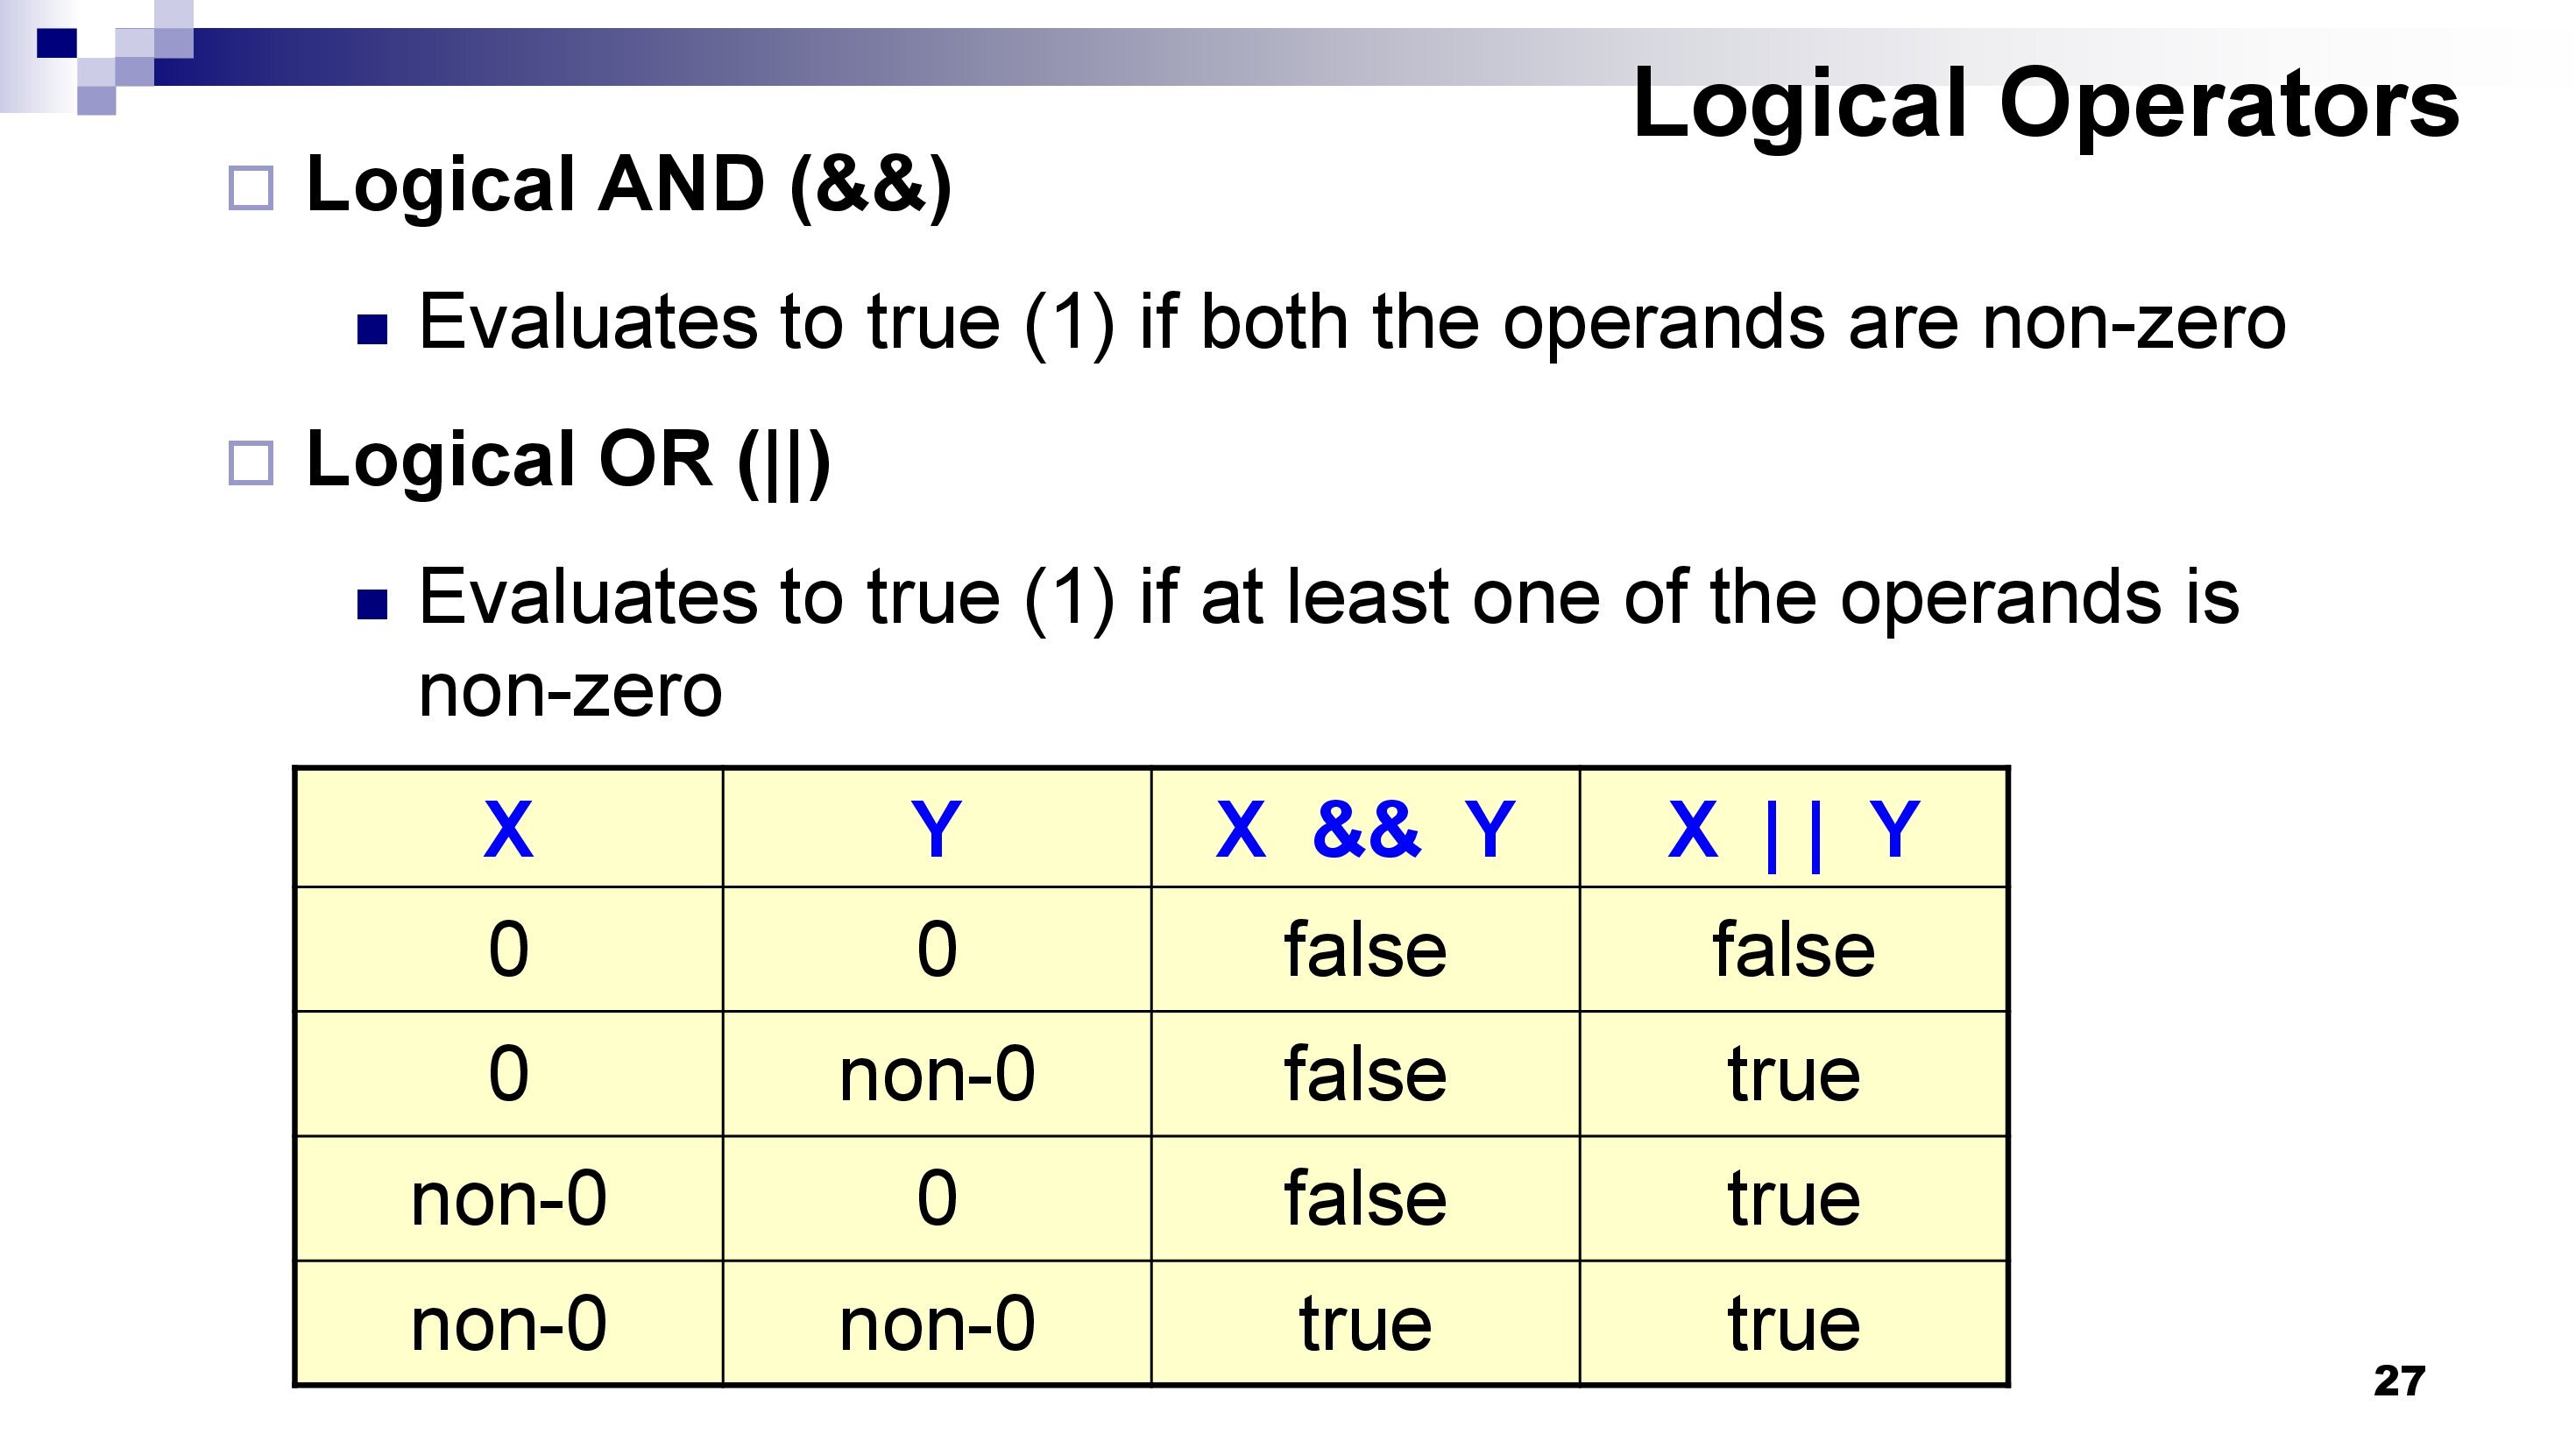 Logical Operators
Logical AND (&&)
Evaluates to true (1) if both the operands are non-zero
Logical OR (||)
Evaluates to true (1) if at least one of the operands is
non-zero
X Y X && Y X || Y
0 0 false false
0 non-0 false true
non-0 0 false true
non-0 non-0 true true
27